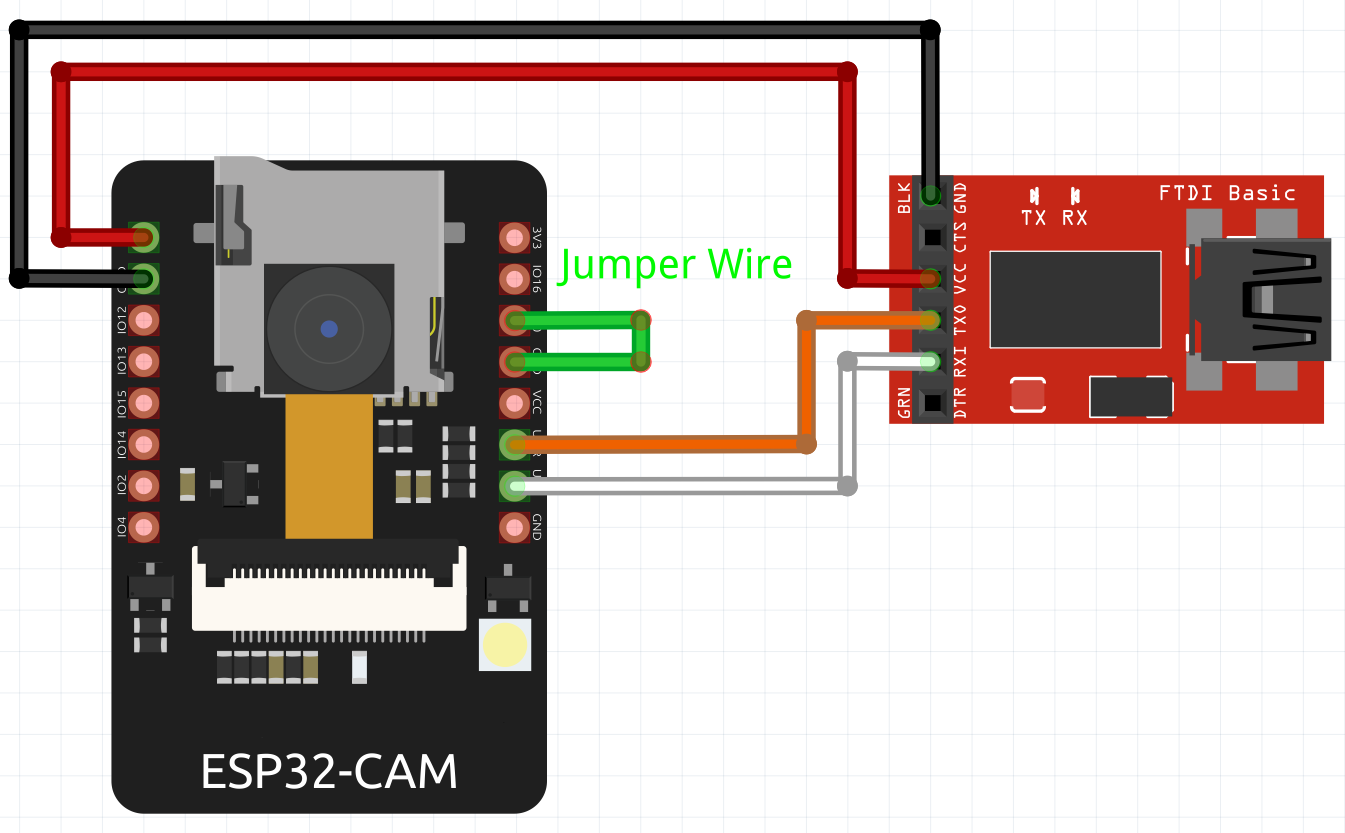 Jumper Wire
3V3
IO16
VCC
GND
IO12
IO13
IO15
IO14
IO2
IO4
ESP32-CAM
FTDI Basic
TX RX
BLK
GRN
GND
CTS
VCC
TXO
RXI
DTR